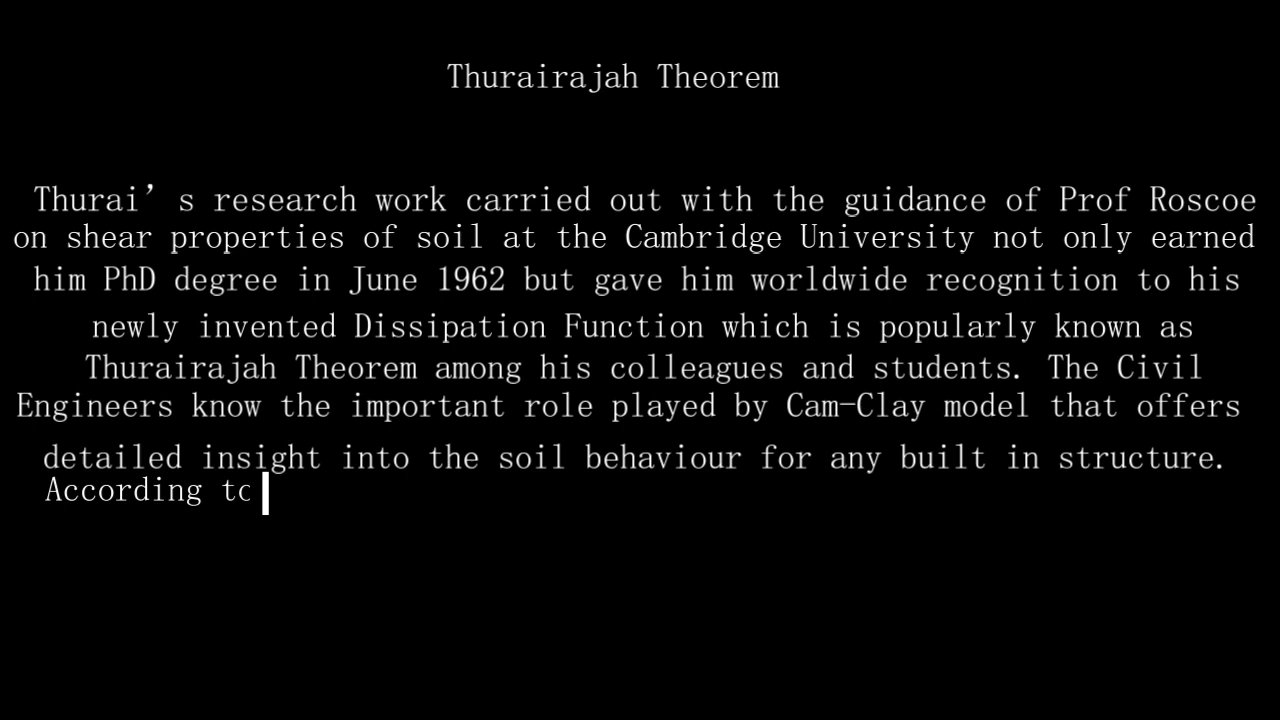 Thurairajah Theorem
Thurai’s research work carried out with the guidance of Prof Roscoe
on shear properties of soil at the Cambridge University not only earned
him PhD degree in June 1962 but gave him worldwide recognition to his
newly invented Dissipation Function which is popularly known as
Thurairajah Theorem among his colleagues and students. The Civil
Engineers know the important role played by Cam-Clay model that offers
detailed insight into the soil behaviour for any built in structure.
According to